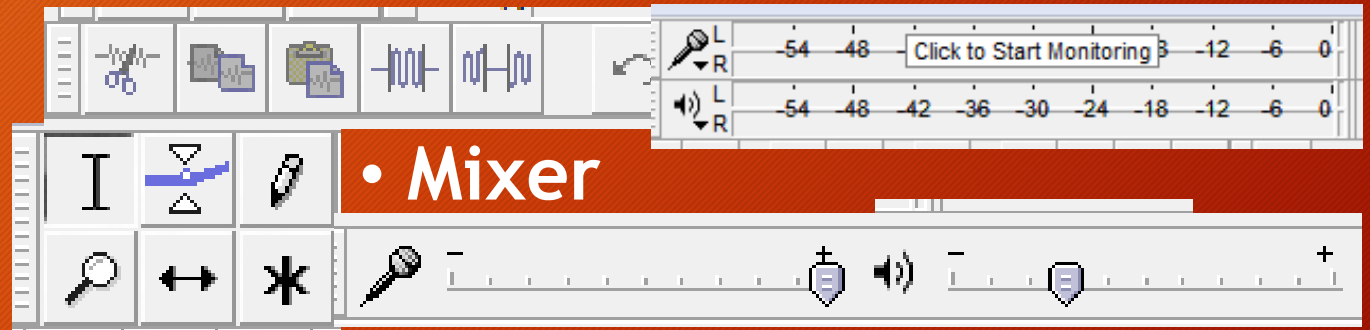 L
R
-54 -48 - Click to Start Monitoring 3 -12 -6 0
L
R
-54 -48 -42 -36 -30 -24 -18 -12 -6 0
• Mixer
- + - +